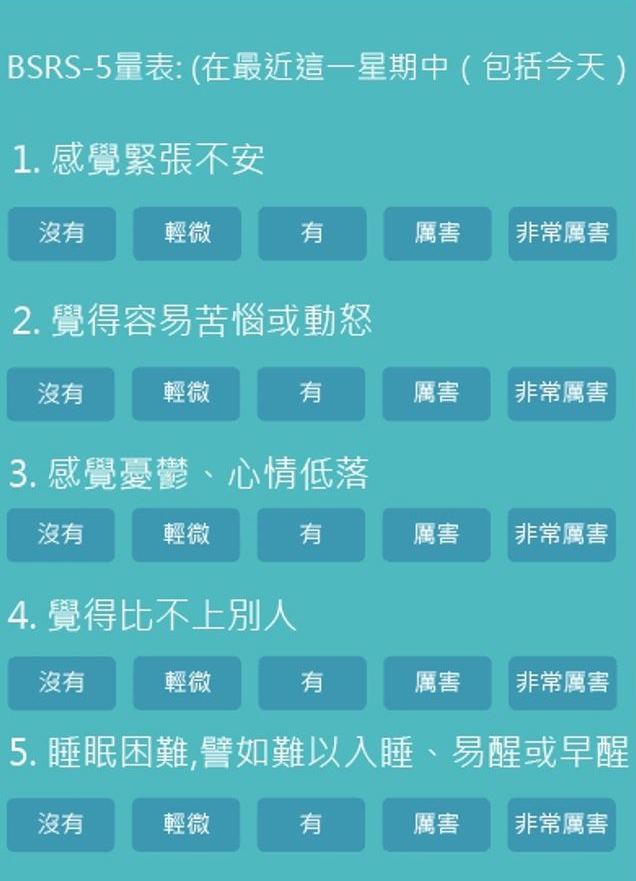 BSRS-5量表: (在最近這一星期中 ( 包括今天 )
1. 感覺緊張不安
沒有 輕微 有 厲害 非常厲害
2. 覺得容易苦惱或動怒
沒有 輕微 有 厲害 非常厲害
3. 感覺憂鬱、心情低落
沒有 輕微 有 厲害 非常厲害
4. 覺得比不上別人
沒有 輕微 有 厲害 非常厲害
5. 睡眠困難,譬如難以入睡、易醒或早醒
沒有 輕微 有 厲害 非常厲害